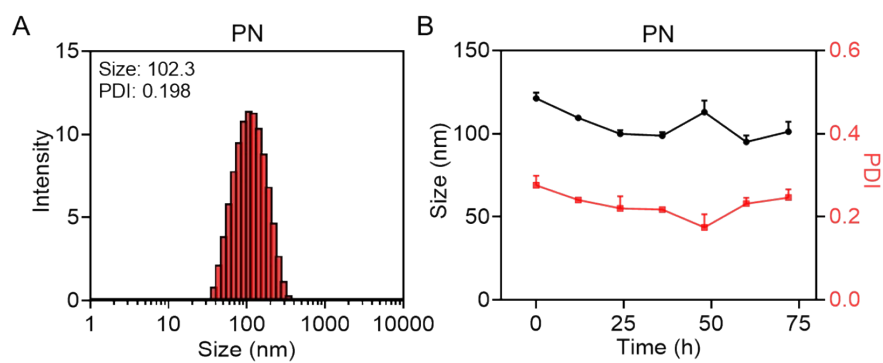 A
PN
Size: 102.3
PDI: 0.198
15
10
5
0
Intensity
1 10 100 1000 10000
Size (nm)
B
PN
150
100
50
0
Size (nm)
0.6
0.4
0.2
0.0
PDI
0 25 50 75
Time (h)